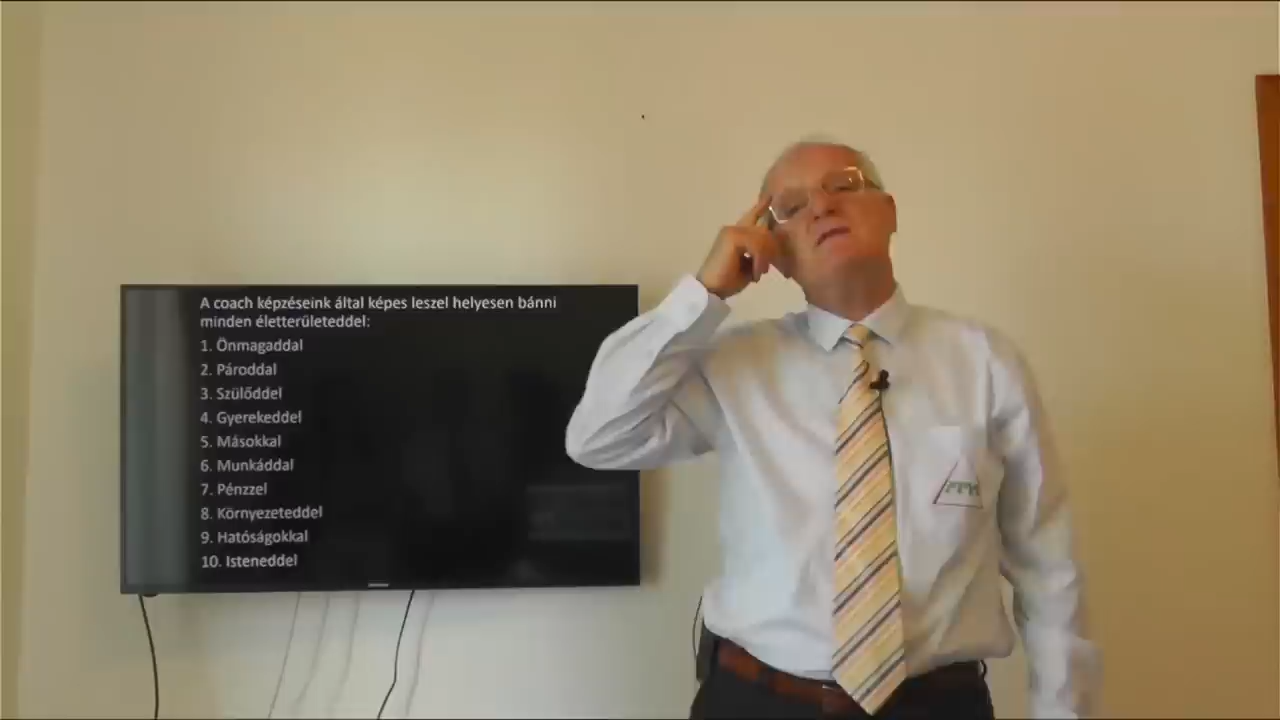 A coach képzéseink által képes leszel helyesen bánni
minden életterületeddel:
1. Önmagaddal
2. Pároddal
3. Szülőddel
4. Gyerekeddel
5. Másokkal
6. Munkáddal
7. Pénzzel
8. Környezeteddel
9. Hatóságokkal
10. Isteneddel